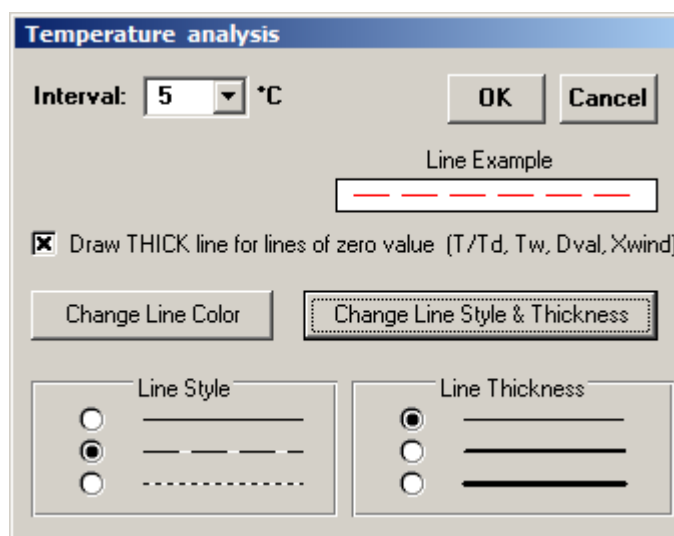 Temperature analysis
Interval: 5 °C OK Cancel
Line Example
Draw THICK line for lines of zero value (T/Td, Tw, Dval, Xwind)
Change Line Color Change Line Style & Thickness
Line Style Line Thickness